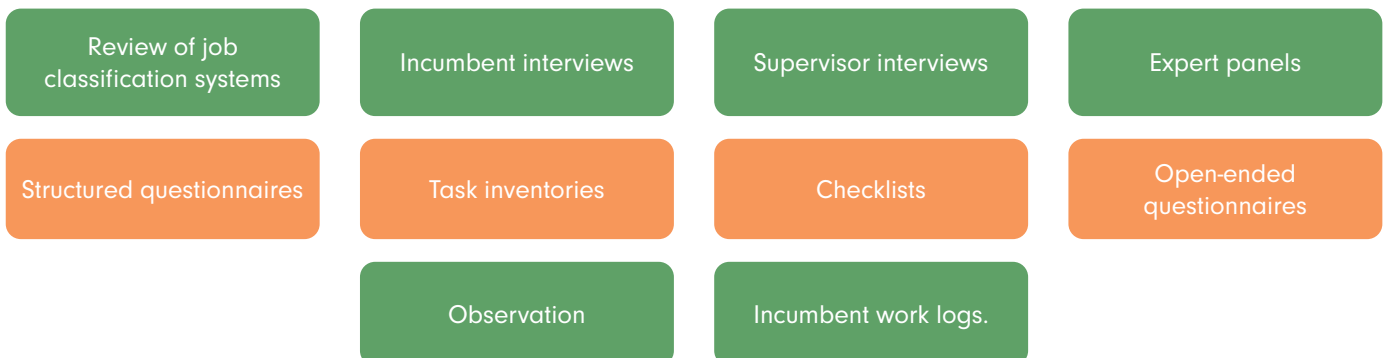 Review of job
classification systems
Incumbent interviews
Supervisor interviews
Expert panels
Structured questionnaires
Task inventories
Checklists
Open-ended
questionnaires
Observation
Incumbent work logs.